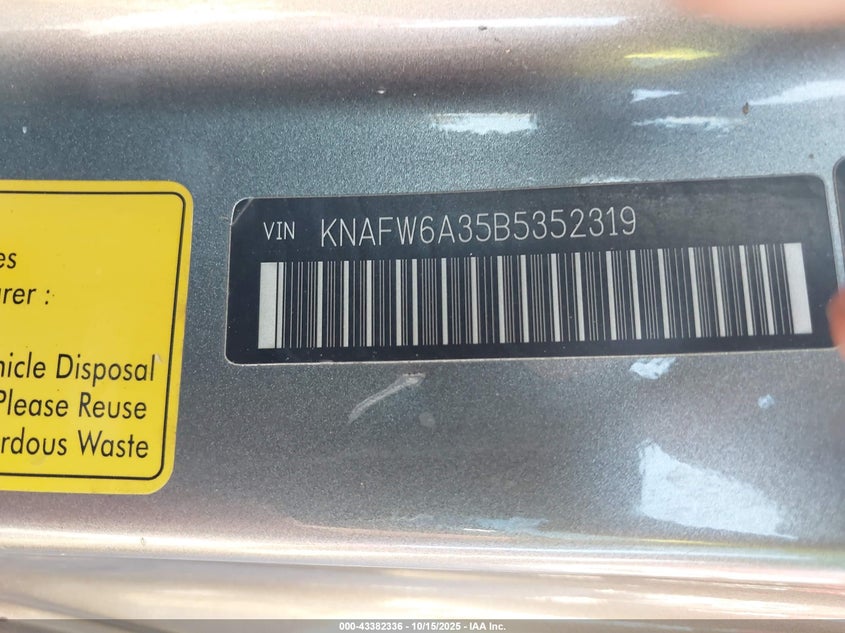 es
urer :
hicle Disposal
Please Reuse
rdous Waste
VIN KNAFW6A35B5352319
000-43382336 - 10/15/2025 - IAA Inc.